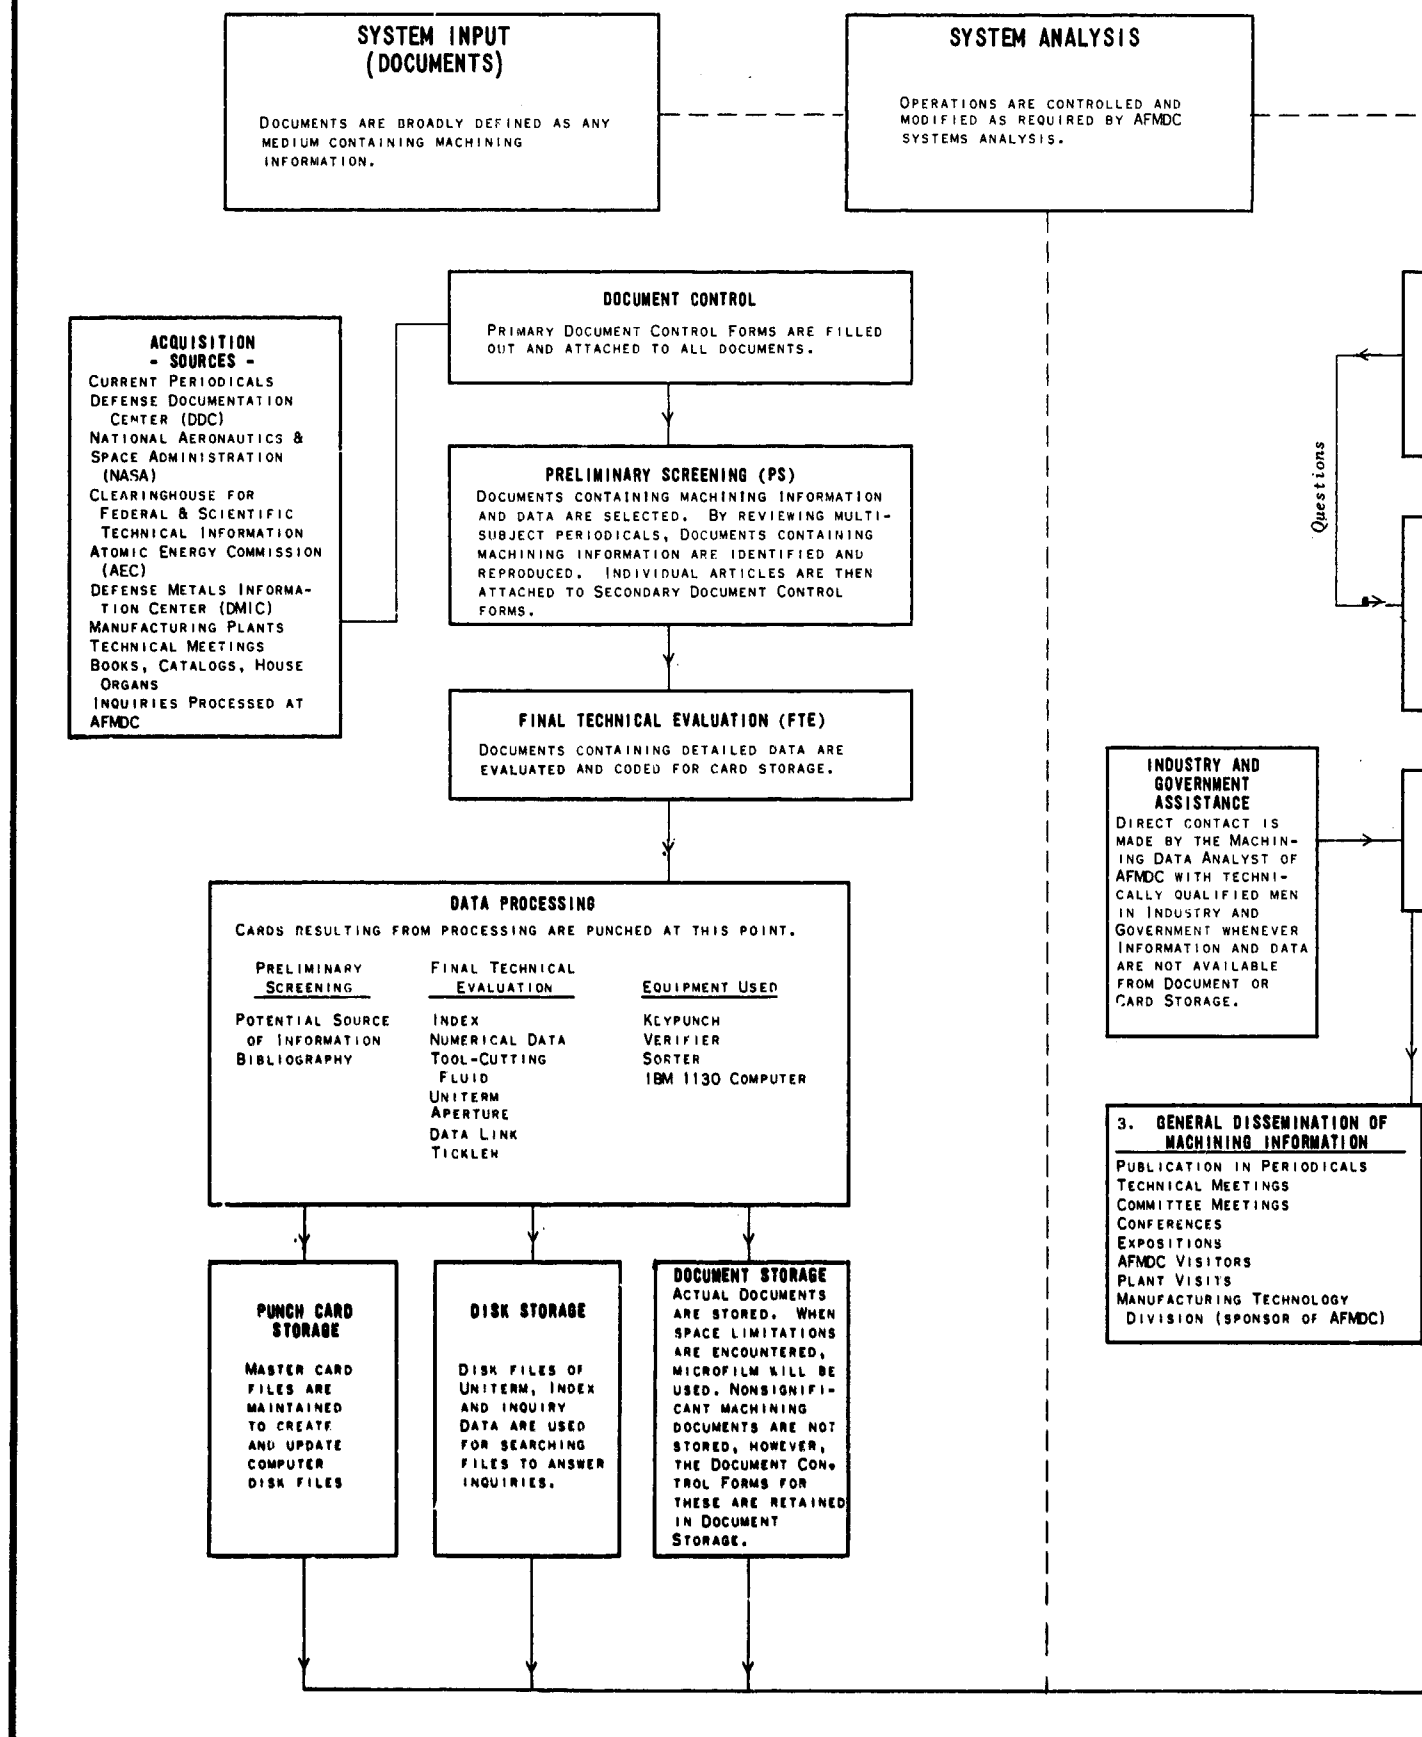 SYSTEM INPUT
(DOCUMENTS)
DOCUMENTS ARE BROADLY DEFINED AS ANY
MEDIUM CONTAINING MACHINING
INFORMATION.
SYSTEM ANALYSIS
OPERATIONS ARE CONTROLLED AND
MODIFIED AS REQUIRED BY AFMDC
SYSTEMS ANALYSIS.
ACQUISITION
- SOURCES -
CURRENT PERIODICALS
DEFENSE DOCUMENTATION
CENTER (DDC)
NATIONAL AERONAUTICS &
SPACE ADMINISTRATION
(NASA)
CLEARINGHOUSE FOR
FEDERAL & SCIENTIFIC
TECHNICAL INFORMATION
ATOMIC ENERGY COMMISSION
(AEC)
DEFENSE METALS INFORMA-
TION CENTER (DMIC)
MANUFACTURING PLANTS
TECHNICAL MEETINGS
BOOKS, CATALOGS, HOUSE
ORGANS
INQUIRIES PROCESSED AT
AFMDC
DOCUMENT CONTROL
PRIMARY DOCUMENT CONTROL FORMS ARE FILLED
OUT AND ATTACHED TO ALL DOCUMENTS.
PRELIMINARY SCREENING (PS)
DOCUMENTS CONTAINING MACHINING INFORMATION
AND DATA ARE SELECTED. BY REVIEWING MULTI-
SUBJECT PERIODICALS, DOCUMENTS CONTAINING
MACHINING INFORMATION ARE IDENTIFIED AND
REPRODUCED. INDIVIDUAL ARTICLES ARE THEN
ATTACHED TO SECONDARY DOCUMENT CONTROL
FORMS.
FINAL TECHNICAL EVALUATION (FTE)
DOCUMENTS CONTAINING DETAILED DATA ARE
EVALUATED AND CODED FOR CARD STORAGE.
DATA PROCESSING
CARDS RESULTING FROM PROCESSING ARE PUNCHED AT THIS POINT.
PRELIMINARY
SCREENING
POTENTIAL SOURCE
OF INFORMATION
BIBLIOGRAPHY
FINAL TECHNICAL
EVALUATION
INDEX
NUMERICAL DATA
TOOL-CUTTING
FLUID
UNITERM
APERTURE
DATA LINK
TICKLER
EQUIPMENT USED
KEYPUNCH
VERIFIER
SORTER
IBM 1130 COMPUTER
PUNCH CARD
STORAGE
MASTER CARD
FILES ARE
MAINTAINED
TO CREATE
AND UPDATE
COMPUTER
DISK FILES
DISK STORAGE
DISK FILES OF
UNITERM, INDEX
AND INQUIRY
DATA ARE USED
FOR SEARCHING
FILES TO ANSWER
INQUIRIES.
DOCUMENT STORAGE
ACTUAL DOCUMENTS
ARE STORED. WHEN
SPACE LIMITATIONS
ARE ENCOUNTERED,
MICROFILM WILL BE
USED. NONSIGNIFI-
CANT MACHINING
DOCUMENTS ARE NOT
STORED, HOWEVER,
THE DOCUMENT CON-
TROL FORMS FOR
THESE ARE RETAINED
IN DOCUMENT
STORAGE.
Questions
INDUSTRY AND
GOVERNMENT
ASSISTANCE
DIRECT CONTACT IS
MADE BY THE MACHIN-
ING DATA ANALYST OF
AFMDC WITH TECHNI-
CALLY QUALIFIED MEN
IN INDUSTRY AND
GOVERNMENT WHENEVER
INFORMATION AND DATA
ARE NOT AVAILABLE
FROM DOCUMENT OR
CARD STORAGE.
3. GENERAL DISSEMINATION OF
MACHINING INFORMATION
PUBLICATION IN PERIODICALS
TECHNICAL MEETINGS
COMMITTEE MEETINGS
CONFERENCES
EXPOSITIONS
AFMDC VISITORS
PLANT VISITS
MANUFACTURING TECHNOLOGY
DIVISION (SPONSOR OF AFMDC)